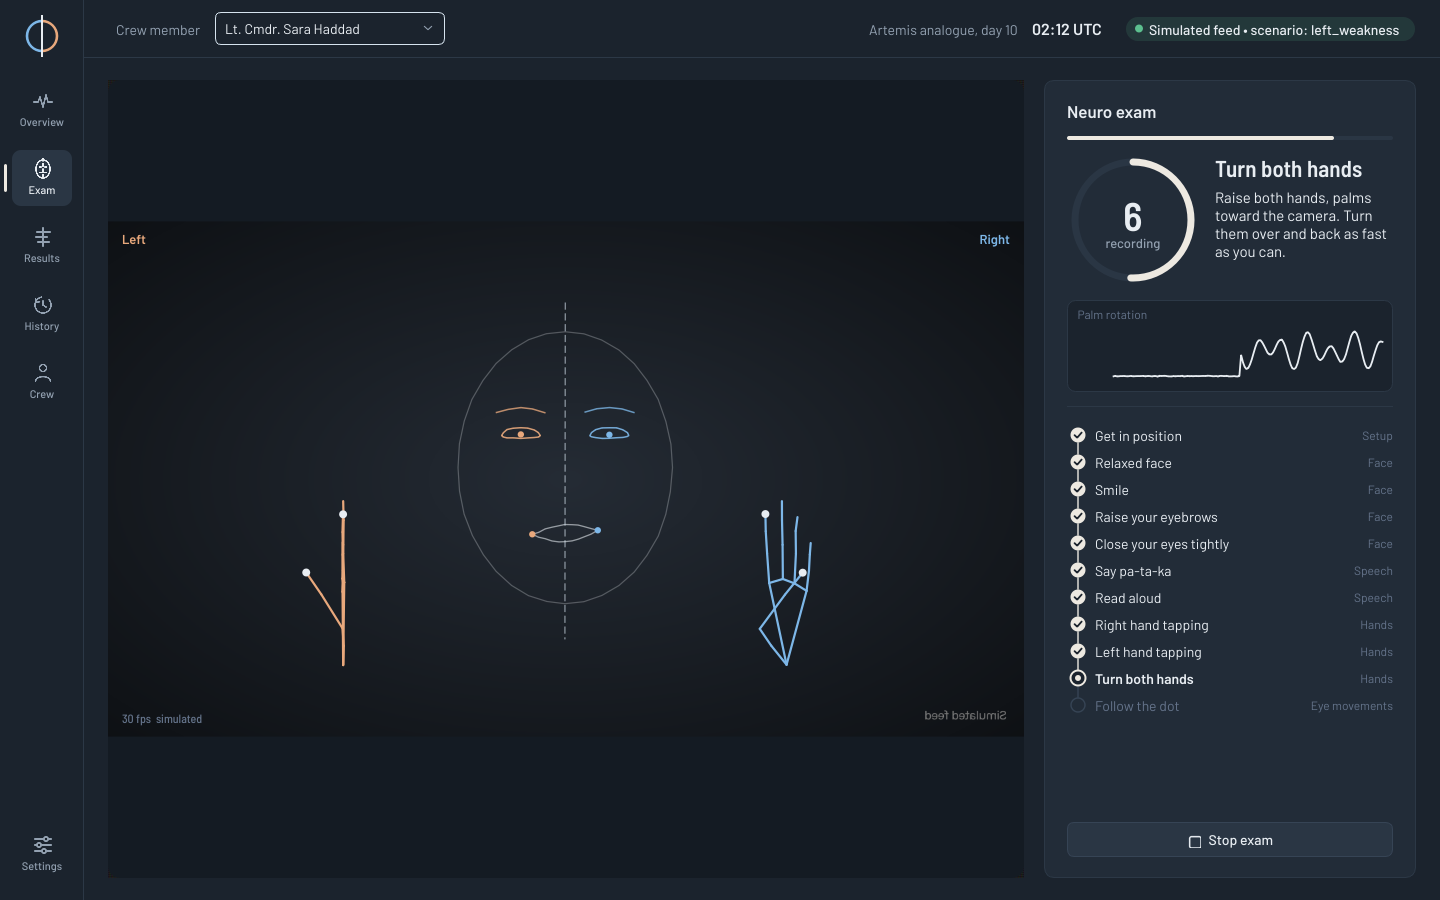 Crew member
Lt. Cmdr. Sara Haddad
Artemis analogue, day 10
02:12 UTC
Simulated feed • scenario: left_weakness
Overview
Exam
Results
History
Crew
Settings
Left
Right
30 fps simulated
Simulated feed
Neuro exam
6
recording
Turn both hands
Raise both hands, palms
toward the camera. Turn
them over and back as fast
as you can.
Palm rotation
Get in position Setup
Relaxed face Face
Smile Face
Raise your eyebrows Face
Close your eyes tightly Face
Say pa-ta-ka Speech
Read aloud Speech
Right hand tapping Hands
Left hand tapping Hands
Turn both hands Hands
Follow the dot Eye movements
Stop exam